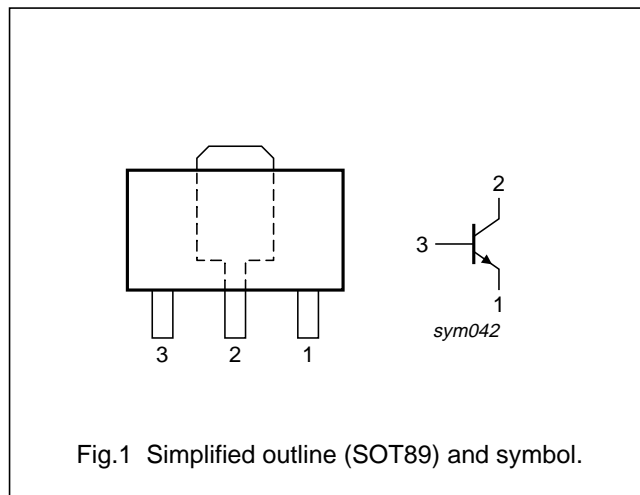 2
3
1
sym042
3 2 1
Fig.1 Simplified outline (SOT89) and symbol.